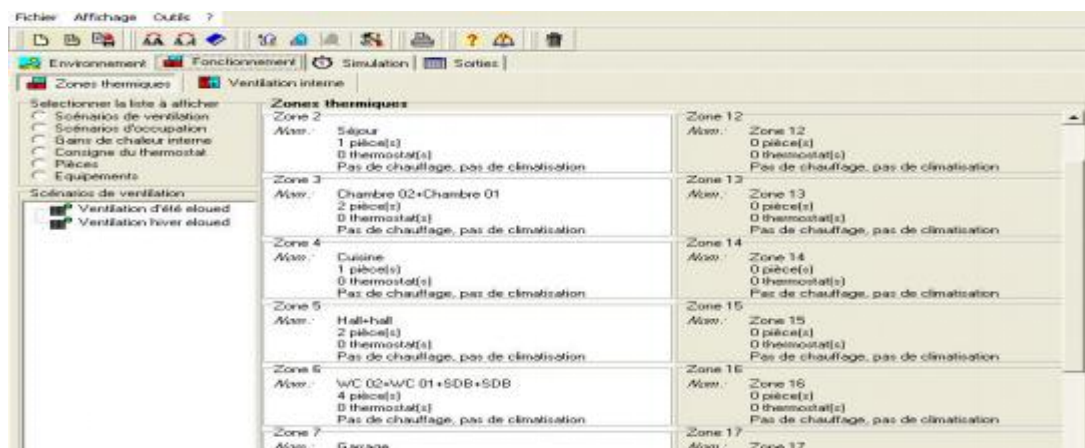 Fichier Affichage Outils ?
Environnement Fonctionnement Simulation Sorties
Zones thermiques Ventilation interne
Selectionner la liste à afficher
Scénarios de ventilation
Scénarios d'occupation
Gains de chaleur interne
Consigne du thermostat
Pièces
Equipements
Scénarios de ventilation
Ventilation d'été eloued
Ventilation hiver eloued
Zones thermiques
Zone 2
Nom : Séjour
1 pièce(s)
0 thermostat(s)
Pas de chauffage, pas de climatisation
Zone 3
Nom : Chambre 02+Chambre 01
2 pièce(s)
0 thermostat(s)
Pas de chauffage, pas de climatisation
Zone 4
Nom : Cuisine
1 pièce(s)
0 thermostat(s)
Pas de chauffage, pas de climatisation
Zone 5
Nom : Hall+hall
2 pièce(s)
0 thermostat(s)
Pas de chauffage, pas de climatisation
Zone 6
Nom : WC 02+WC 01+SDB+SDB
4 pièce(s)
0 thermostat(s)
Pas de chauffage, pas de climatisation
Zone 7
Nom : Garrage
Zone 12
Nom : Zone 12
0 pièce(s)
0 thermostat(s)
Pas de chauffage, pas de climatisation
Zone 13
Nom : Zone 13
0 pièce(s)
0 thermostat(s)
Pas de chauffage, pas de climatisation
Zone 14
Nom : Zone 14
0 pièce(s)
0 thermostat(s)
Pas de chauffage, pas de climatisation
Zone 15
Nom : Zone 15
0 pièce(s)
0 thermostat(s)
Pas de chauffage, pas de climatisation
Zone 16
Nom : Zone 16
0 pièce(s)
0 thermostat(s)
Pas de chauffage, pas de climatisation
Zone 17
Nom : Zone 17